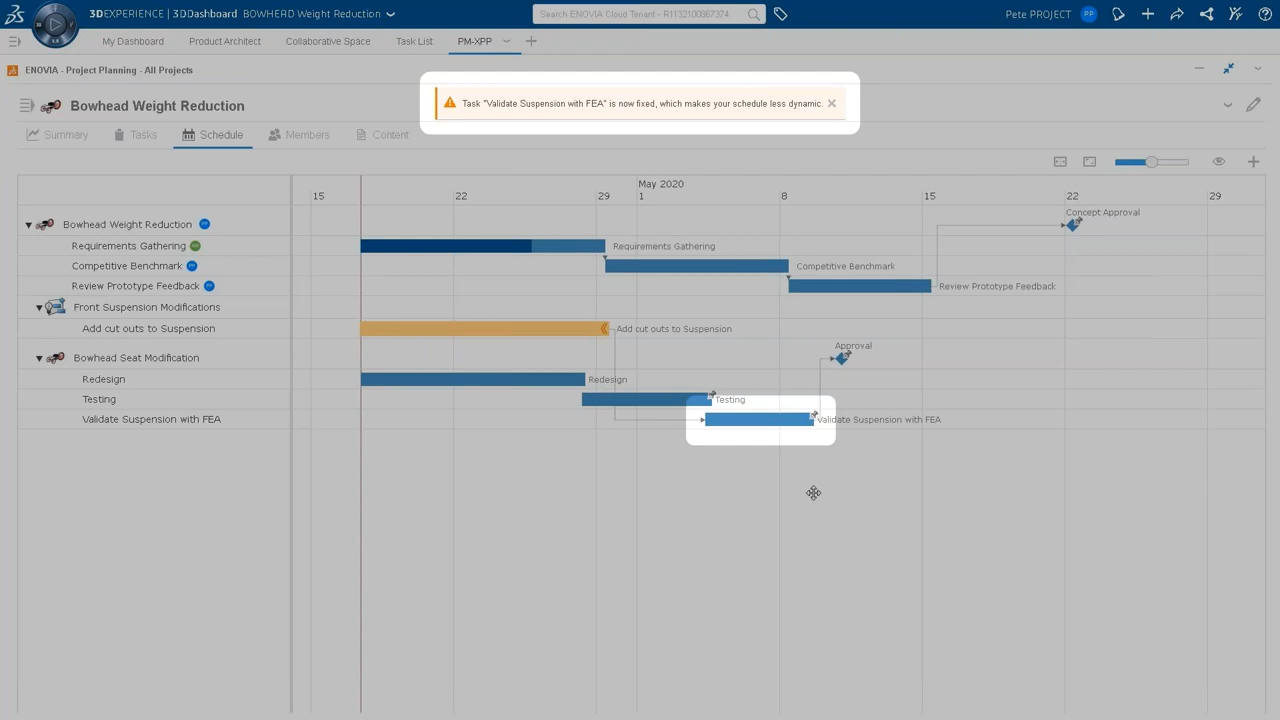 3DEXPERIENCE | 3DDashboard BOWHEAD Weight Reduction
Search ENOVIA Cloud Tenant - R1132100867374
Pete PROJECT PP
My Dashboard Product Architect Collaborative Space Task List PM-XPP
ENOVIA - Project Planning - All Projects
Task "Validate Suspension with FEA" is now fixed, which makes your schedule less dynamic.
Bowhead Weight Reduction
Summary Tasks Schedule Members Content
May 2020
15 22 29 1 8 15 22 29
Concept Approval
Bowhead Weight Reduction PP
Requirements Gathering Requirements Gathering
Competitive Benchmark PP Competitive Benchmark
Review Prototype Feedback PP Review Prototype Feedback
Front Suspension Modifications
Add cut outs to Suspension Add cut outs to Suspension
Approval
Bowhead Seat Modification
Redesign Redesign
Testing Testing
Validate Suspension with FEA Validate Suspension with FEA